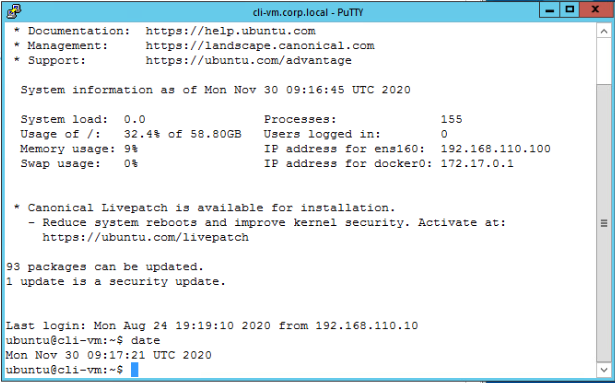 cli-vm.corp.local - PuTTY
* Documentation: https://help.ubuntu.com
* Management: https://landscape.canonical.com
* Support: https://ubuntu.com/advantage
System information as of Mon Nov 30 09:16:45 UTC 2020
System load: 0.0 Processes: 155
Usage of /: 32.4% of 58.80GB Users logged in: 0
Memory usage: 9% IP address for ens160: 192.168.110.100
Swap usage: 0% IP address for docker0: 172.17.0.1
* Canonical Livepatch is available for installation.
- Reduce system reboots and improve kernel security. Activate at:
https://ubuntu.com/livepatch
93 packages can be updated.
1 update is a security update.
Last login: Mon Aug 24 19:19:10 2020 from 192.168.110.10
ubuntu@cli-vm:~$ date
Mon Nov 30 09:17:21 UTC 2020
ubuntu@cli-vm:~$